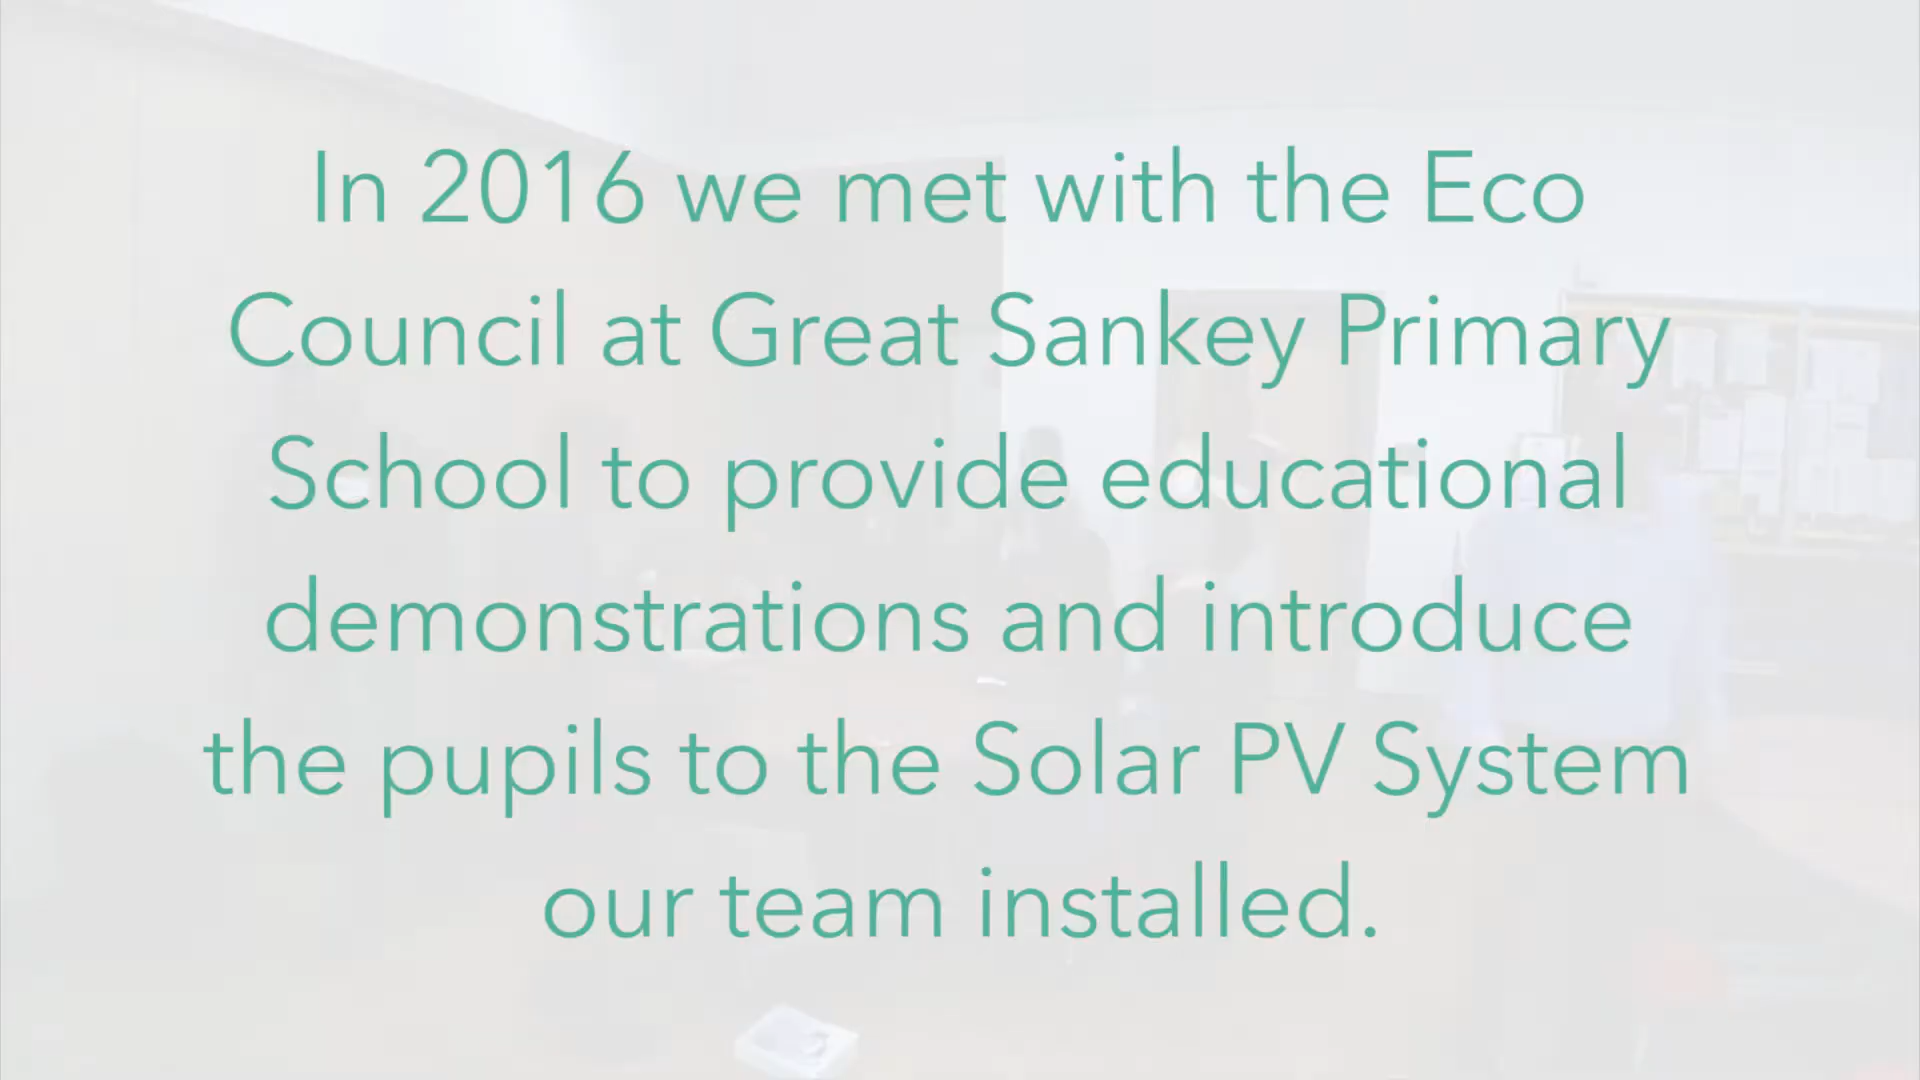 In 2016 we met with the Eco
Council at Great Sankey Primary
School to provide educational
demonstrations and introduce
the pupils to the Solar PV System
our team installed.